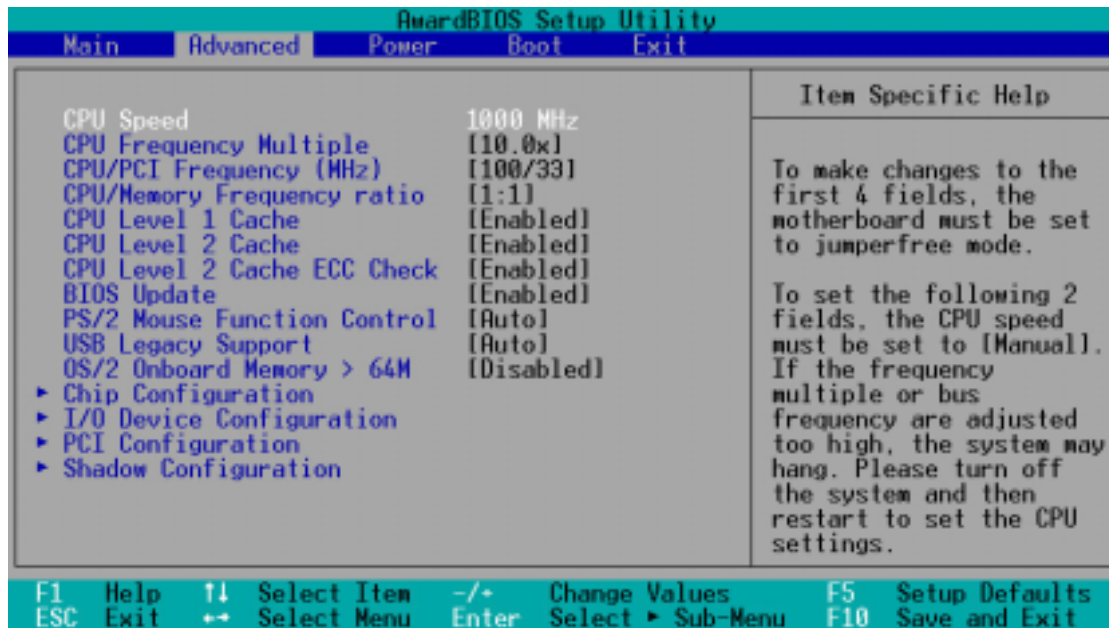 AwardBIOS Setup Utility
Main Advanced Power Boot Exit
CPU Speed 1000 MHz
CPU Frequency Multiple [10.0x]
CPU/PCI Frequency (MHz) [100/33]
CPU/Memory Frequency ratio [1:1]
CPU Level 1 Cache [Enabled]
CPU Level 2 Cache [Enabled]
CPU Level 2 Cache ECC Check [Enabled]
BIOS Update [Enabled]
PS/2 Mouse Function Control [Auto]
USB Legacy Support [Auto]
OS/2 Onboard Memory > 64M [Disabled]
► Chip Configuration
► I/O Device Configuration
► PCI Configuration
► Shadow Configuration
Item Specific Help
To make changes to the
first 4 fields, the
motherboard must be set
to jumperfree mode.
To set the following 2
fields, the CPU speed
must be set to [Manual].
If the frequency
multiple or bus
frequency are adjusted
too high, the system may
hang. Please turn off
the system and then
restart to set the CPU
settings.
F1 Help ↑↓ Select Item -/+ Change Values F5 Setup Defaults
ESC Exit ←→ Select Menu Enter Select ► Sub-Menu F10 Save and Exit